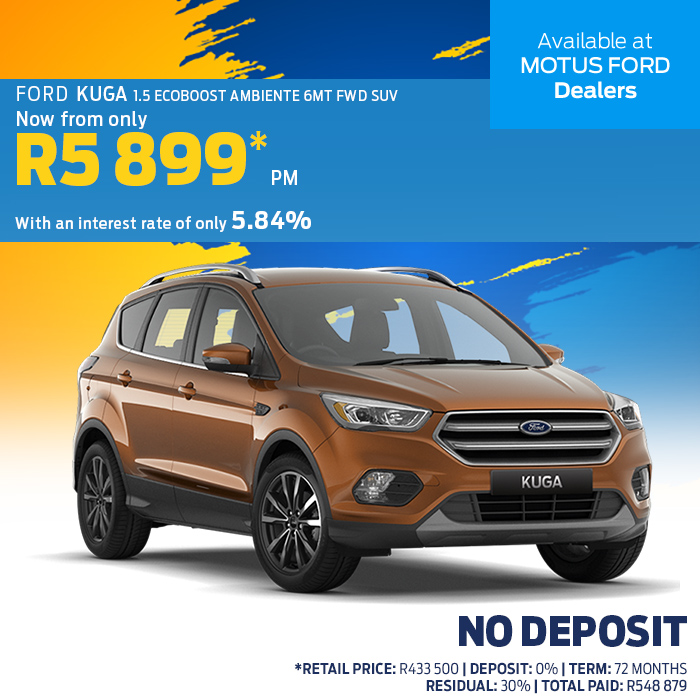 Available at
MOTUS FORD
Dealers
FORD KUGA 1.5 ECOBOOST AMBIENTE 6MT FWD SUV
Now from only
R5 899*
PM
With an interest rate of only 5.84%
Ford
KUGA
NO DEPOSIT
*RETAIL PRICE: R433 500 | DEPOSIT: 0% | TERM: 72 MONTHS
RESIDUAL: 30% | TOTAL PAID: R548 879